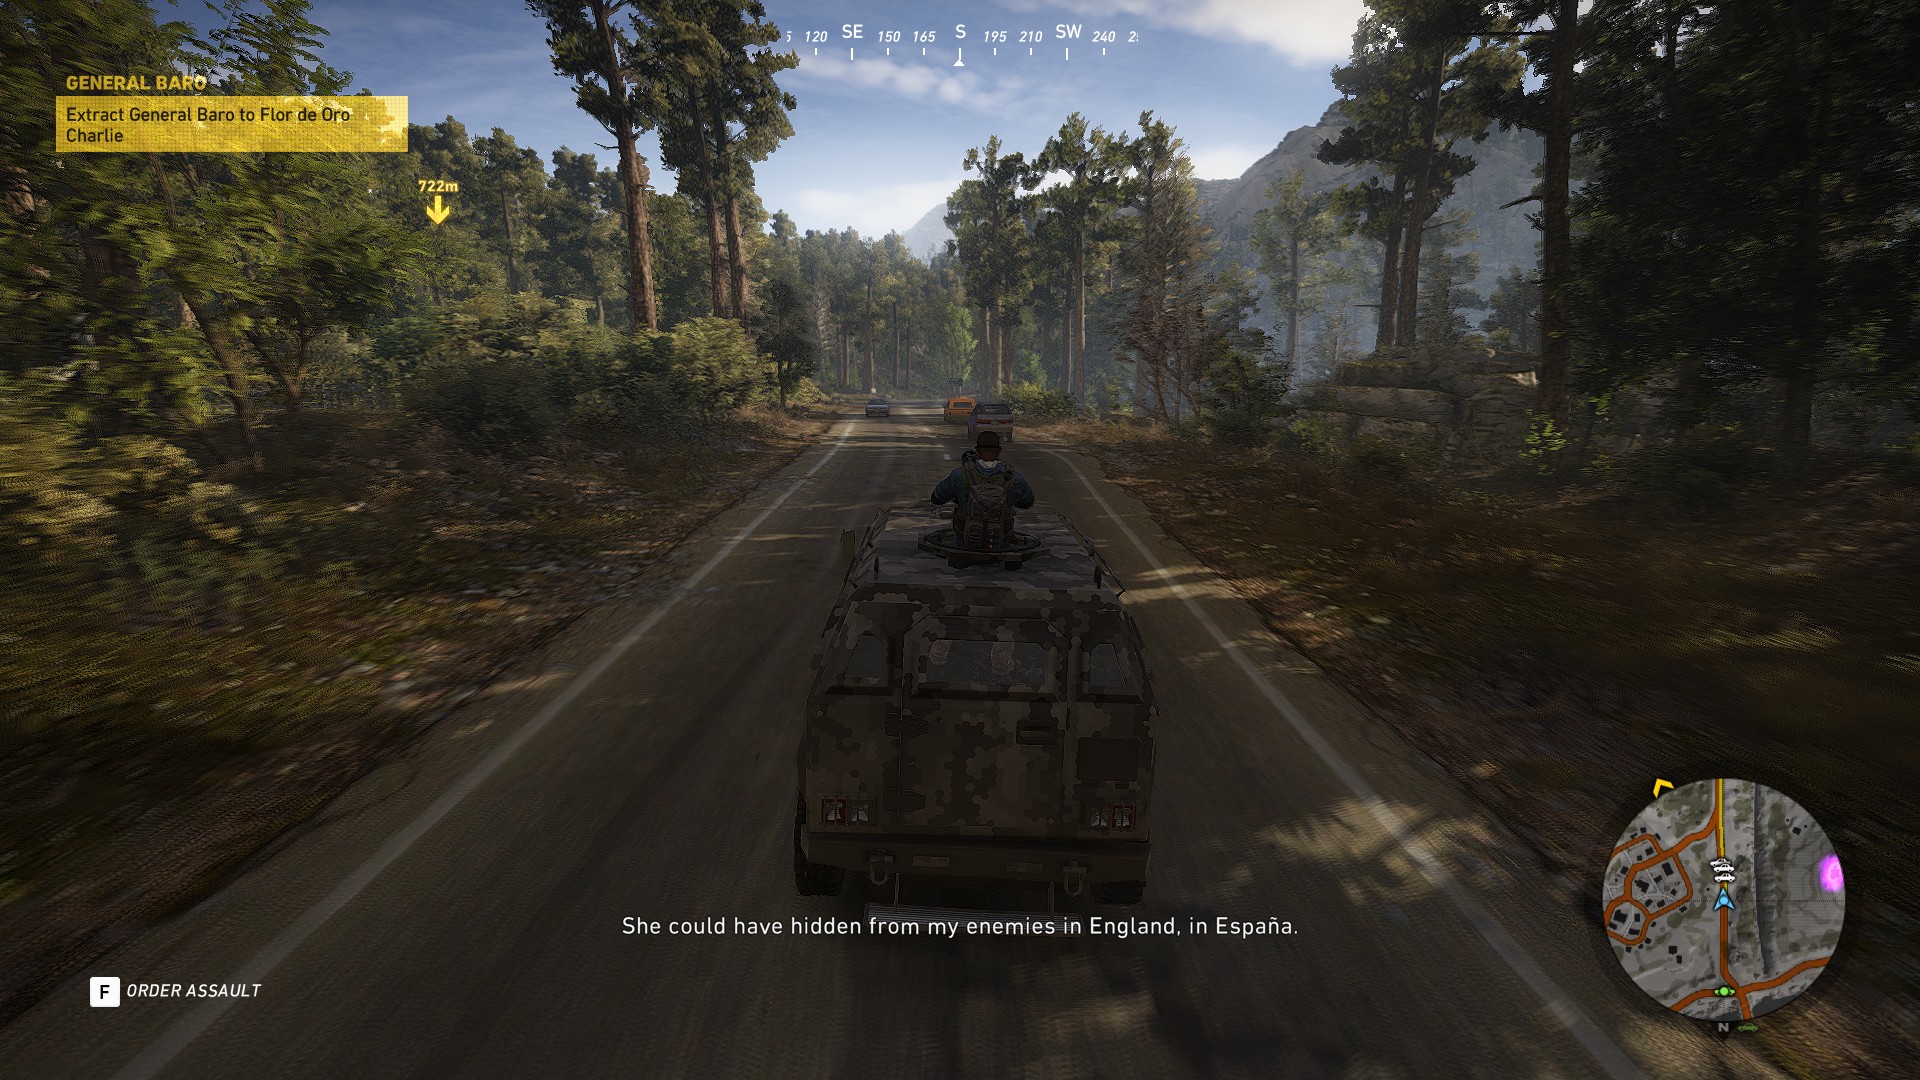 120 SE 150 165 S 195 210 SW 240
GENERAL BARO
Extract General Baro to Flor de Oro
Charlie
722m
She could have hidden from my enemies in England, in España.
F ORDER ASSAULT
N